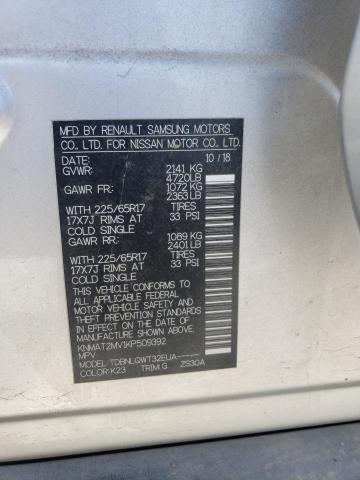 MFD BY RENAULT SAMSUNG MOTORS
CO., LTD. FOR NISSAN MOTOR CO., LTD.
DATE: 10 / 18
GVWR: 2141 KG
4720LB
GAWR FR: 1072 KG
2363LB
WITH 225/65R17 TIRES
17X7J RIMS AT 33 PSI
COLD SINGLE
GAWR RR: 1089 KG
2401 LB
WITH 225/65R17 TIRES
17X7J RIMS AT 33 PSI
COLD SINGLE
THIS VEHICLE CONFORMS TO ALL
APPLICABLE FEDERAL MOTOR VEHICLE
SAFETY AND THEFT PREVENTION STANDARDS
IN EFFECT ON THE DATE OF
MANUFACTURE SHOWN ABOVE.
KNMAT2MV1KP509392
MPV
MODEL: TDBNLQWT32EUA-----
COLOR: K23 TRIM: G ZS30A